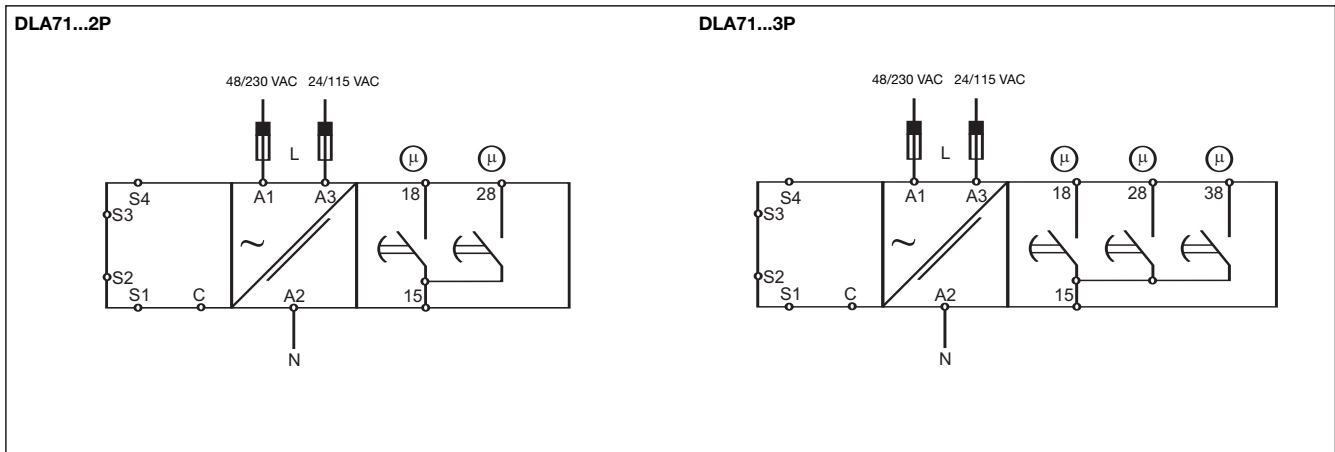 DLA71...2P
48/230 VAC 24/115 VAC
L
µ µ
S4 A1 A3 18 28
S3
~
S2
S1 C A2 15
N
DLA71...3P
48/230 VAC 24/115 VAC
L
µ µ µ
S4 A1 A3 18 28 38
S3
~
S2
S1 C A2 15
N